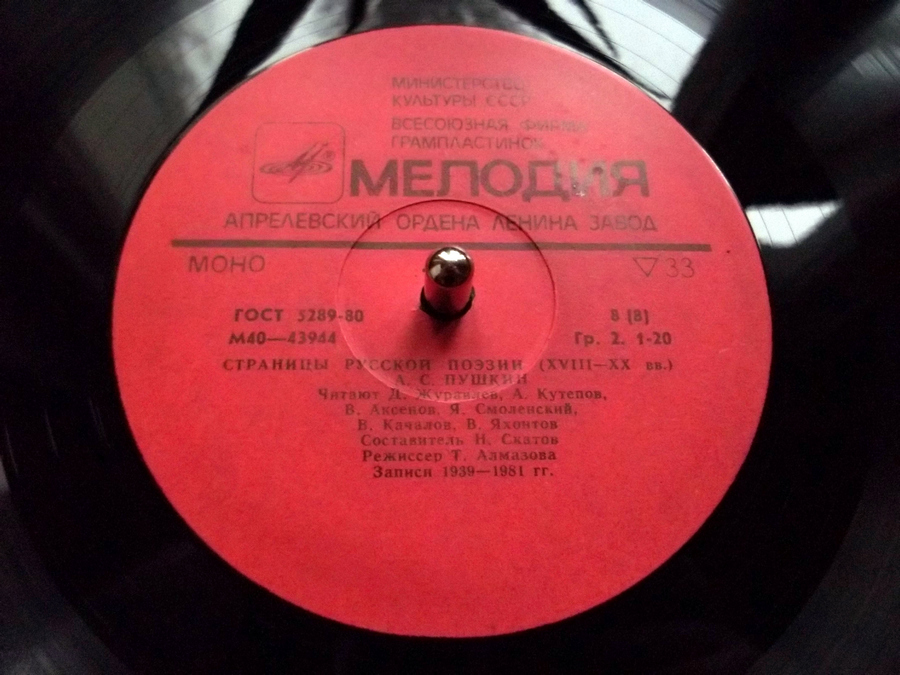 МИНИСТЕРСТВО
КУЛЬТУРЫ СССР
ВСЕСОЮЗНАЯ ФИРМА
ГРАМПЛАСТИНОК
МЕЛОДИЯ
АПРЕЛЕВСКИЙ ОРДЕНА ЛЕНИНА ЗАВОД
МОНО 33
ГОСТ 5289-80 8 (8)
М40—43944 Гр. 2. 1-20
СТРАНИЦЫ РУССКОЙ ПОЭЗИИ (XVIII—XX вв.)
А. С. ПУШКИН
Читают Д. Журавлев, А. Кутепов,
В. Аксенов, Я. Смоленский,
В. Качалов, В. Яхонтов
Составитель Н. Скатов
Режиссер Т. Алмазова
Записи 1939—1981 гг.